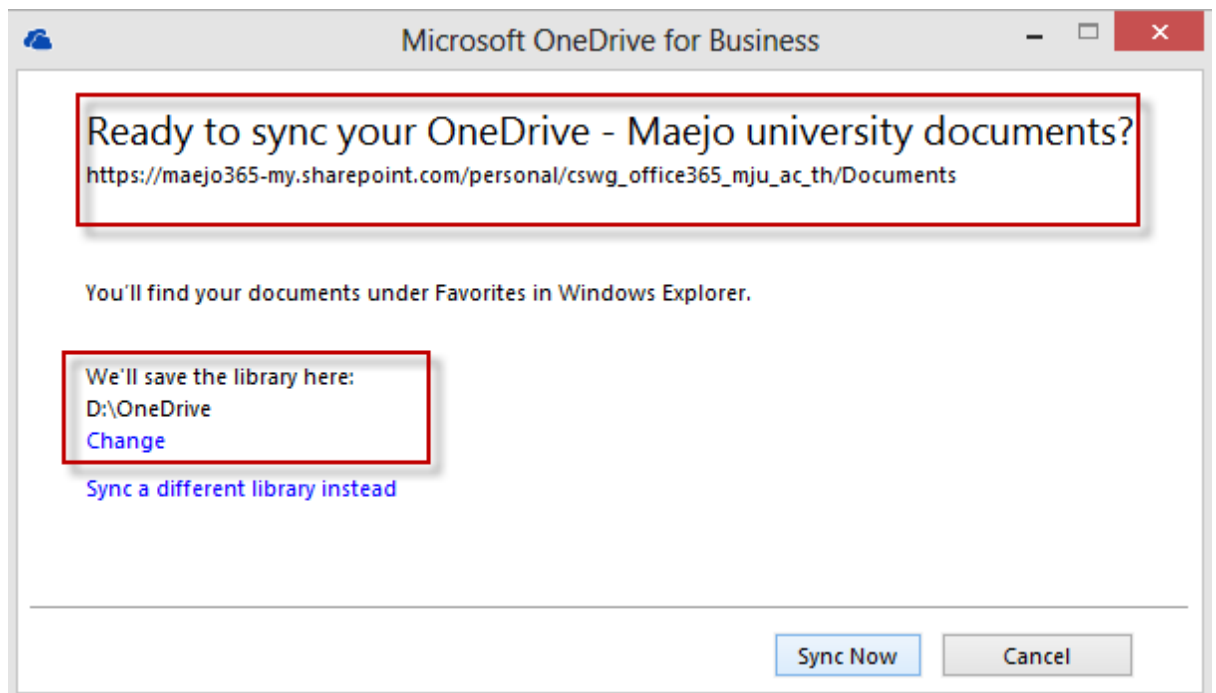 Microsoft OneDrive for Business
Ready to sync your OneDrive - Maejo university documents?
https://maejo365-my.sharepoint.com/personal/cswg_office365_mju_ac_th/Documents
You'll find your documents under Favorites in Windows Explorer.
We'll save the library here:
D:\OneDrive
Change
Sync a different library instead
Sync Now Cancel